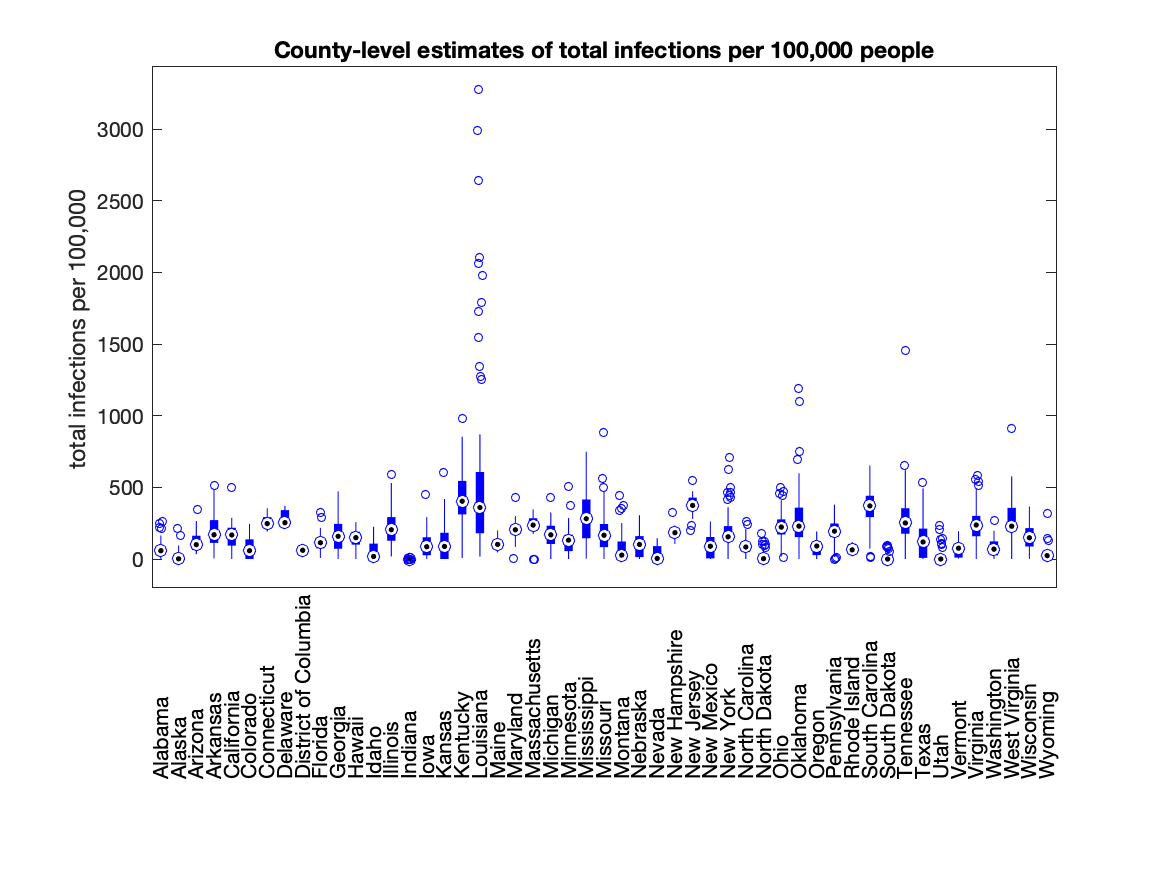 County-level estimates of total infections per 100,000 people
total infections per 100,000
3000
2500
2000
1500
1000
500
0
Alabama
Alaska
Arizona
Arkansas
California
Colorado
Connecticut
Delaware
District of Columbia
Florida
Georgia
Hawaii
Idaho
Illinois
Indiana
Iowa
Kansas
Kentucky
Louisiana
Maine
Maryland
Massachusetts
Michigan
Minnesota
Mississippi
Missouri
Montana
Nebraska
Nevada
New Hampshire
New Jersey
New Mexico
New York
North Carolina
North Dakota
Ohio
Oklahoma
Oregon
Pennsylvania
Rhode Island
South Carolina
South Dakota
Tennessee
Texas
Utah
Vermont
Virginia
Washington
West Virginia
Wisconsin
Wyoming